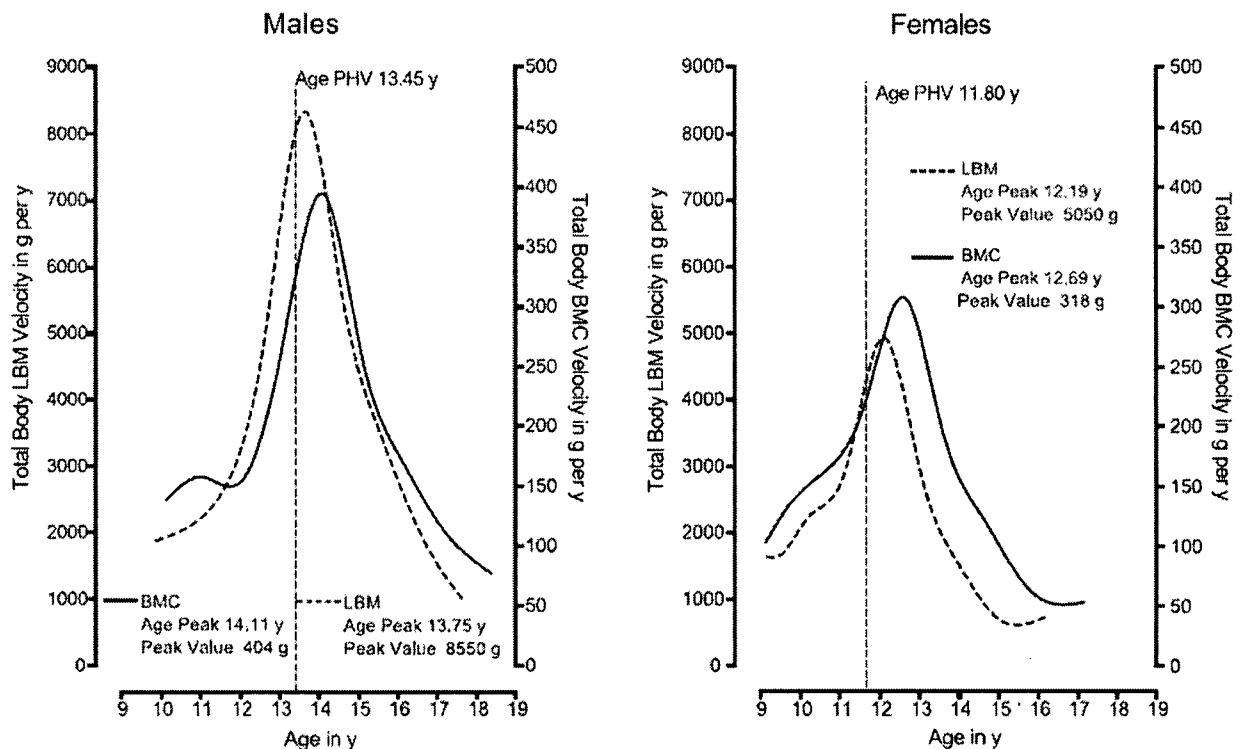 Males
Females
9000
8000
7000
6000
5000
4000
3000
2000
1000
0
Total Body LBM Velocity in g per y
Age PHV 13.45 y
500
450
400
350
300
250
200
150
100
50
0
Total Body BMC Velocity in g per y
BMC
Age Peak 14.11 y
Peak Value 404 g
LBM
Age Peak 13.75 y
Peak Value 8550 g
9 10 11 12 13 14 15 16 17 18 19
Age in y
9000
8000
7000
6000
5000
4000
3000
2000
1000
0
Total Body LBM Velocity in g per y
Age PHV 11.80 y
LBM
Age Peak 12.19 y
Peak Value 5050 g
BMC
Age Peak 12.69 y
Peak Value 318 g
500
450
400
350
300
250
200
150
100
50
0
Total Body BMC Velocity in g per y
9 10 11 12 13 14 15 16 17 18 19
Age in y